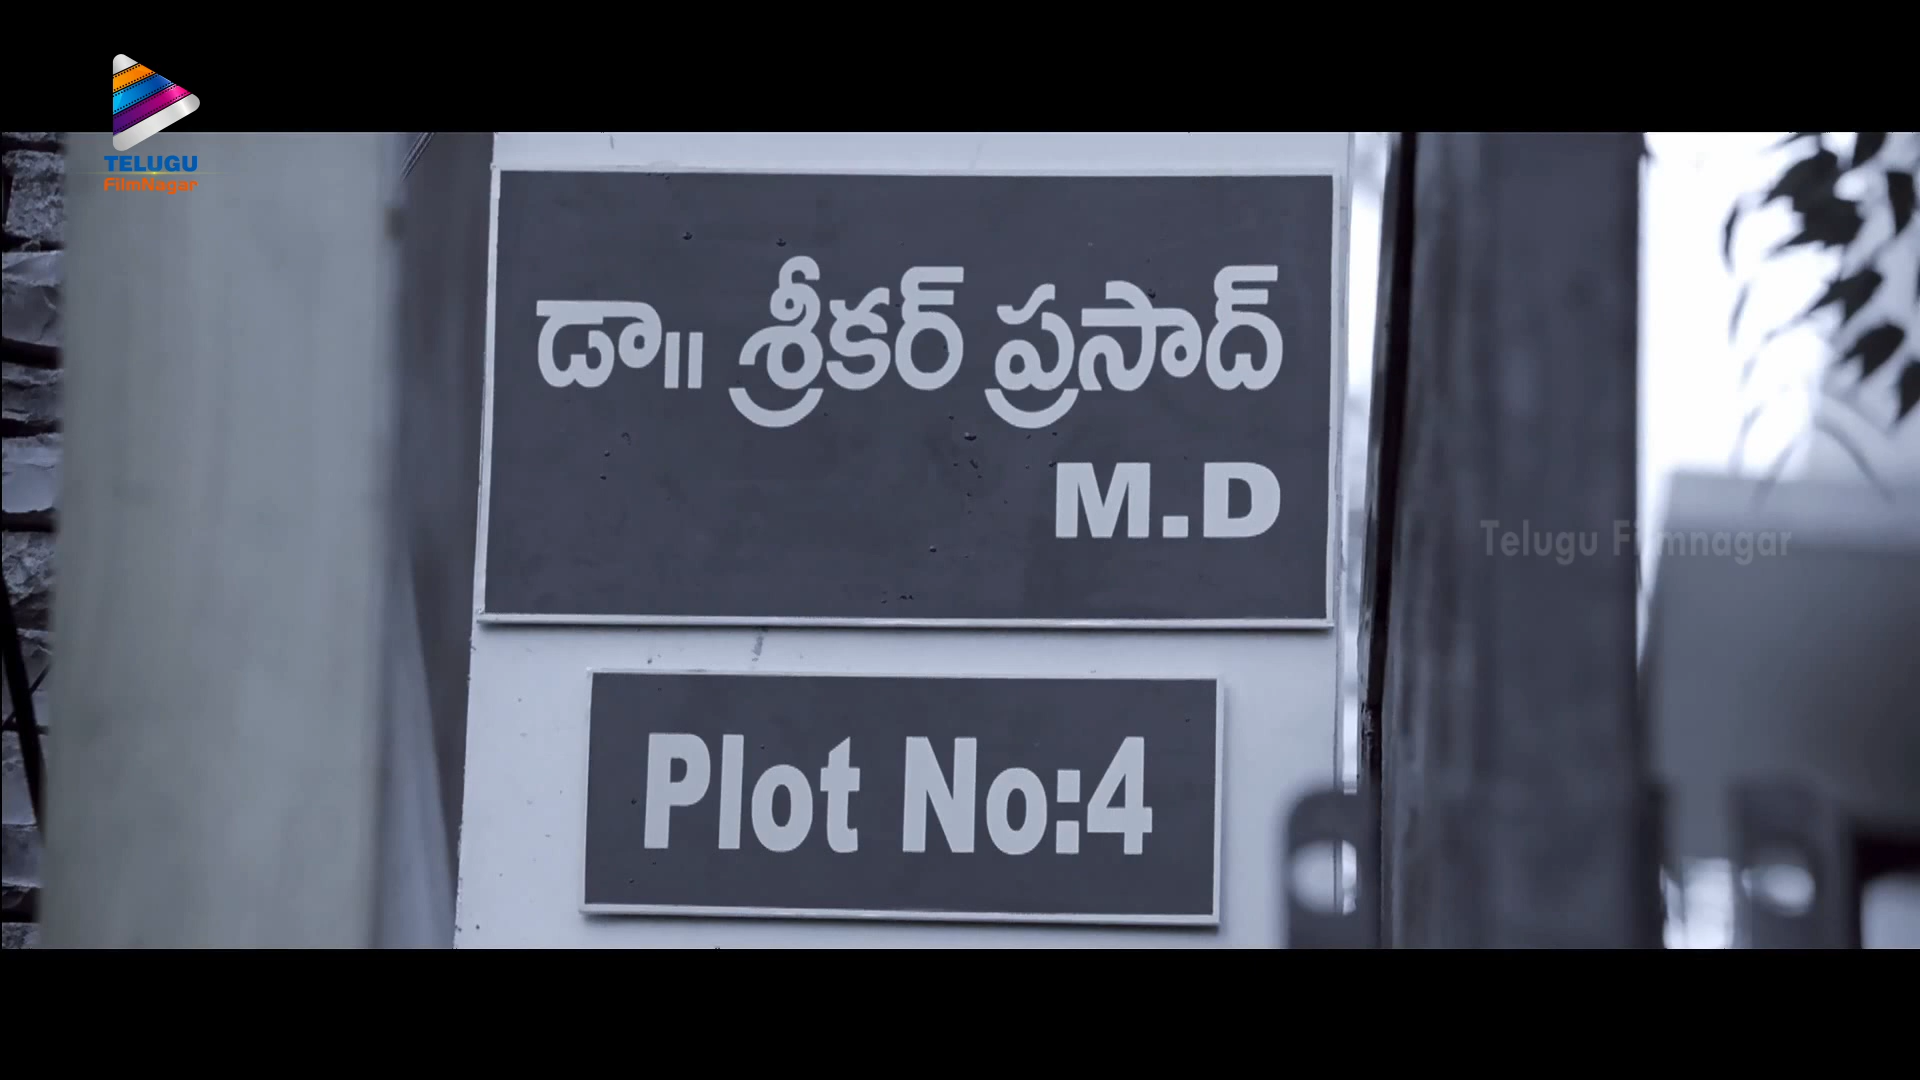 TELUGU
FilmNagar
డా॥ శ్రీకర్ ప్రసాద్
M.D
Telugu Filmnagar
Plot No:4